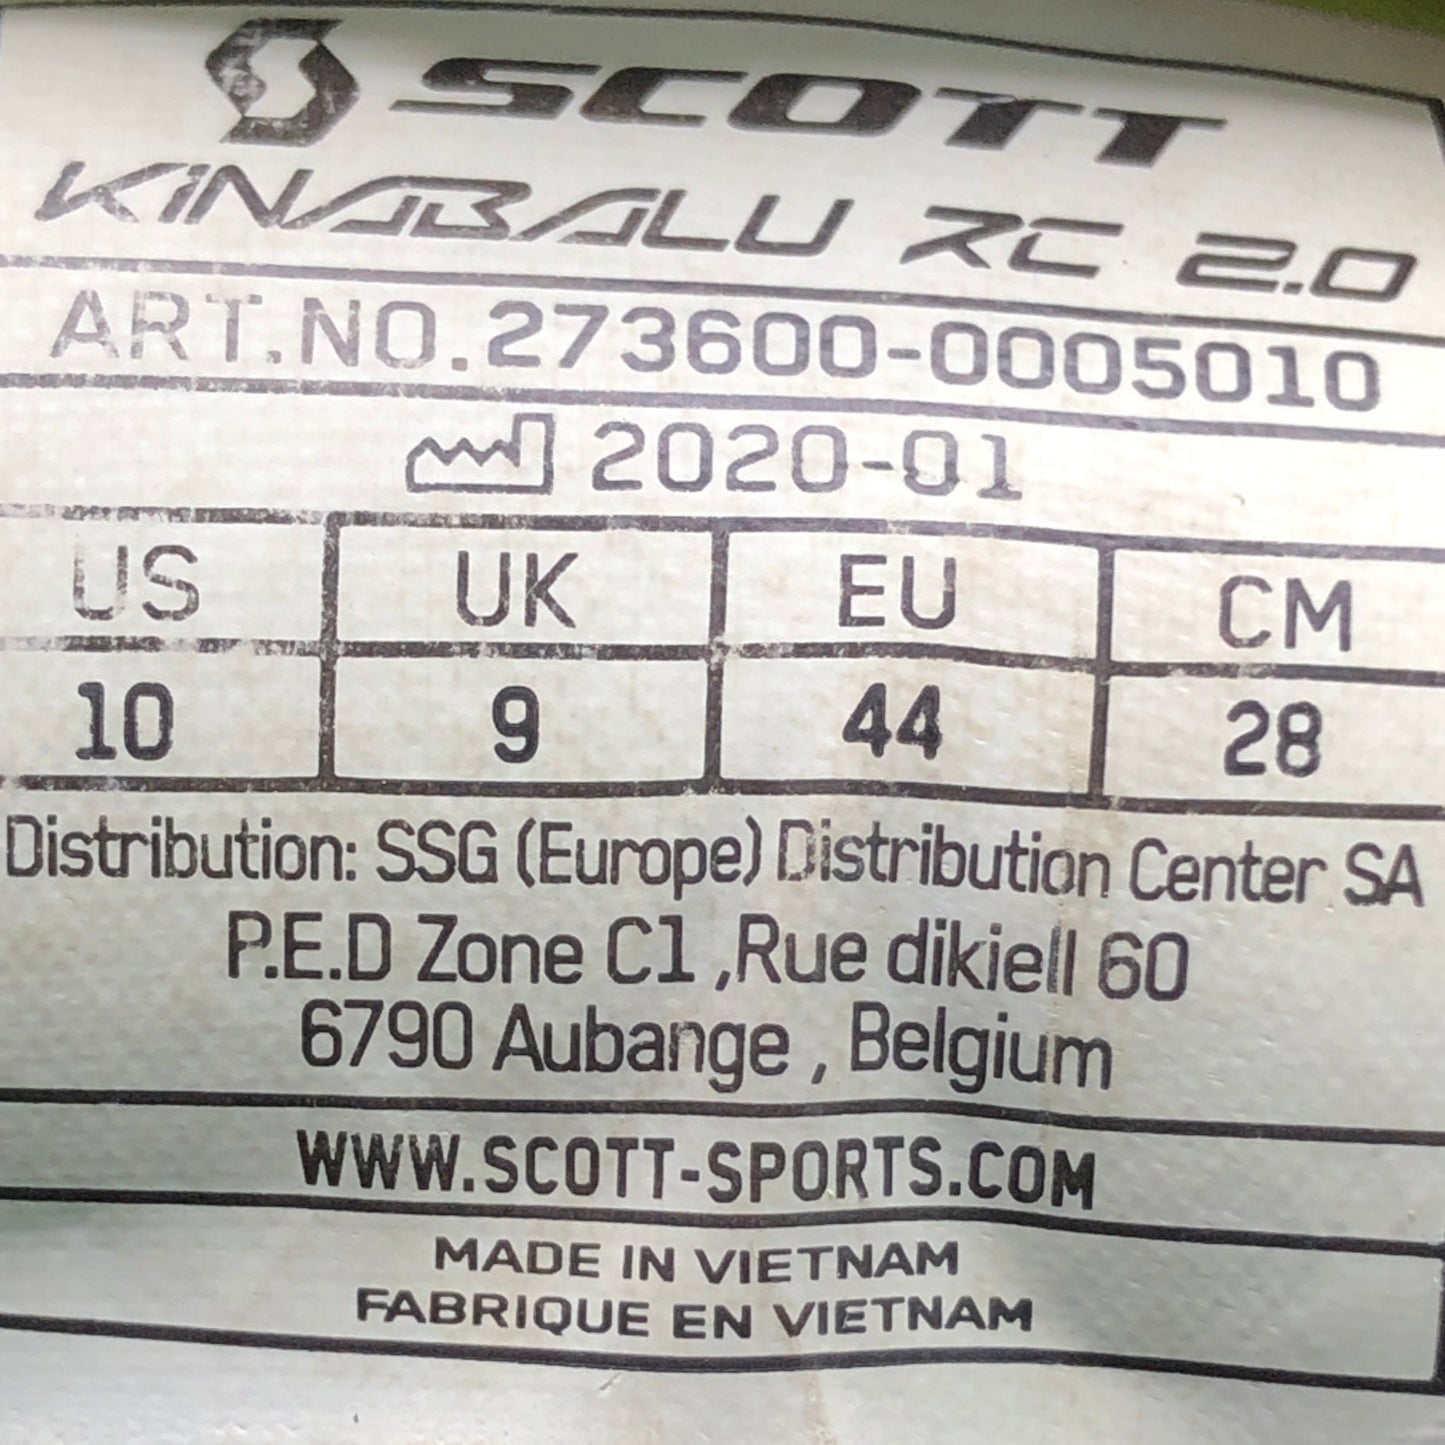 SCOTT
KINABALU RC 2.0
ART.NO.273600-0005010
2020-01
US UK EU CM
10 9 44 28
Distribution: SSG (Europe) Distribution Center SA
P.E.D Zone C1 ,Rue dikiell 60
6790 Aubange , Belgium
WWW.SCOTT-SPORTS.COM
MADE IN VIETNAM
FABRIQUE EN VIETNAM